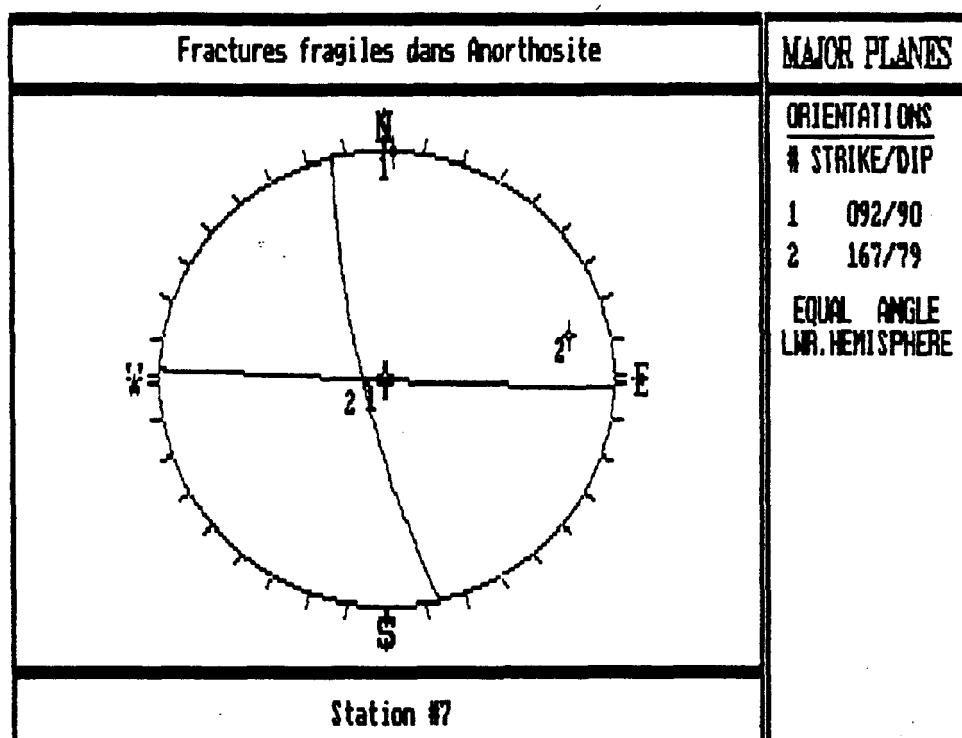 Fractures fragiles dans Anorthosite
MAJOR PLANES
ORIENTATIONS
# STRIKE/DIP
1 092/90
2 167/79
EQUAL ANGLE
LWR.HEMISPHERE
N
1
2
W
E
2 1
S
Station #7